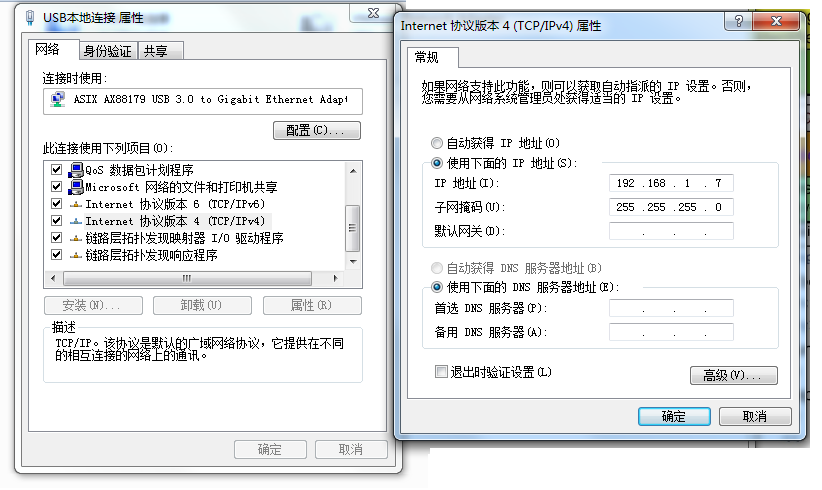 USB本地连接 属性
网络
身份验证
共享
连接时使用:
ASIX AX88179 USB 3.0 to Gigabit Ethernet Adapt
配置(C)...
此连接使用下列项目(O):
QoS 数据包计划程序
Microsoft 网络的文件和打印机共享
Internet 协议版本 6 (TCP/IPv6)
Internet 协议版本 4 (TCP/IPv4)
链路层拓扑发现映射器 I/O 驱动程序
链路层拓扑发现响应程序
安装(N)...
卸载(U)
属性(R)
描述
TCP/IP。该协议是默认的广域网络协议，它提供在不同
的相互连接的网络上的通讯。
确定
取消
Internet 协议版本 4 (TCP/IPv4) 属性
常规
如果网络支持此功能，则可以获取自动指派的 IP 设置。否则，
您需要从网络系统管理员处获得适当的 IP 设置。
自动获得 IP 地址(O)
使用下面的 IP 地址(S):
IP 地址(I): 192 .168 . 1 . 7
子网掩码(U): 255 .255 .255 . 0
默认网关(D): . . .
自动获得 DNS 服务器地址(B)
使用下面的 DNS 服务器地址(E):
首选 DNS 服务器(P): . . .
备用 DNS 服务器(A): . . .
退出时验证设置(L)
高级(V)...
确定
取消